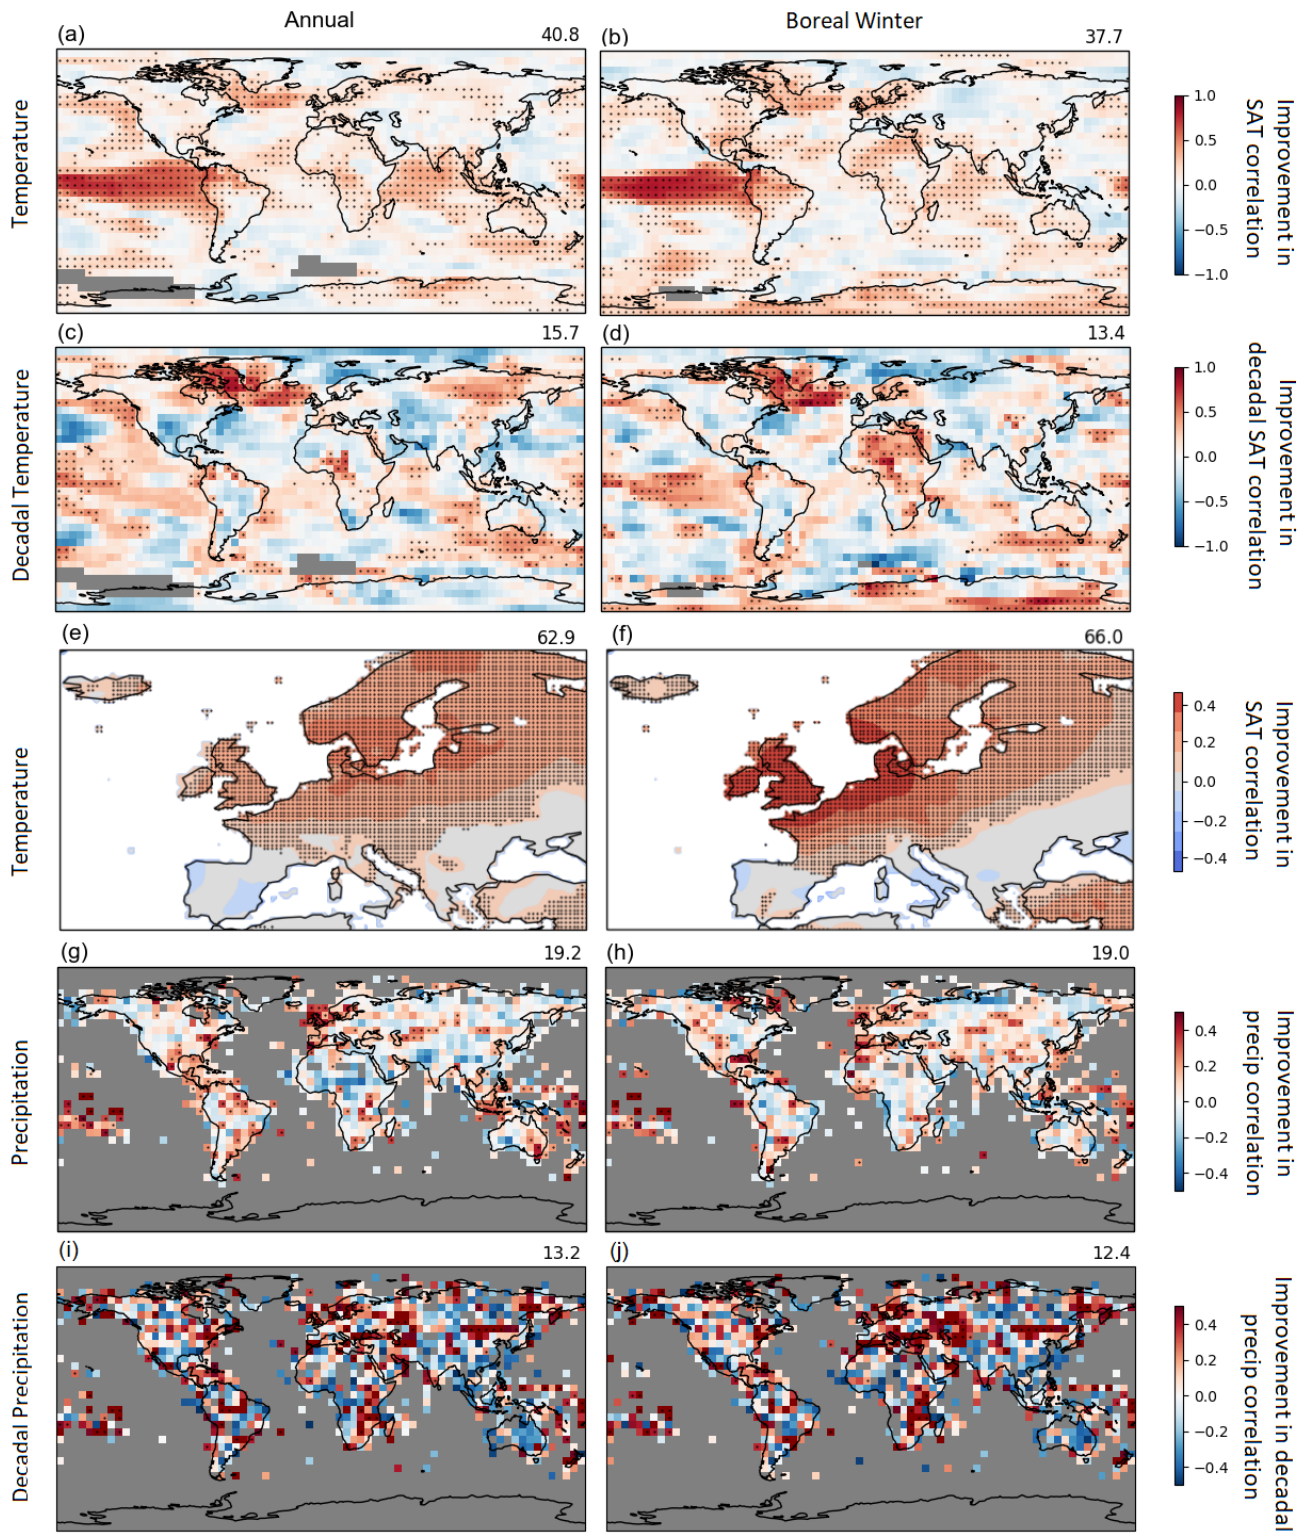 Annual
Boreal Winter
(a)
40.8
(b)
37.7
Temperature
1.0
0.5
0.0
−0.5
−1.0
Improvement in
SAT correlation
(c)
15.7
(d)
13.4
Decadal Temperature
1.0
0.5
0.0
−0.5
−1.0
Improvement in
decadal SAT correlation
(e)
62.9
(f)
66.0
Temperature
0.4
0.2
0.0
−0.2
−0.4
Improvement in
SAT correlation
(g)
19.2
(h)
19.0
Precipitation
0.4
0.2
0.0
−0.2
−0.4
Improvement in
precip correlation
(i)
13.2
(j)
12.4
Decadal Precipitation
0.4
0.2
0.0
−0.2
−0.4
Improvement in decadal
precip correlation